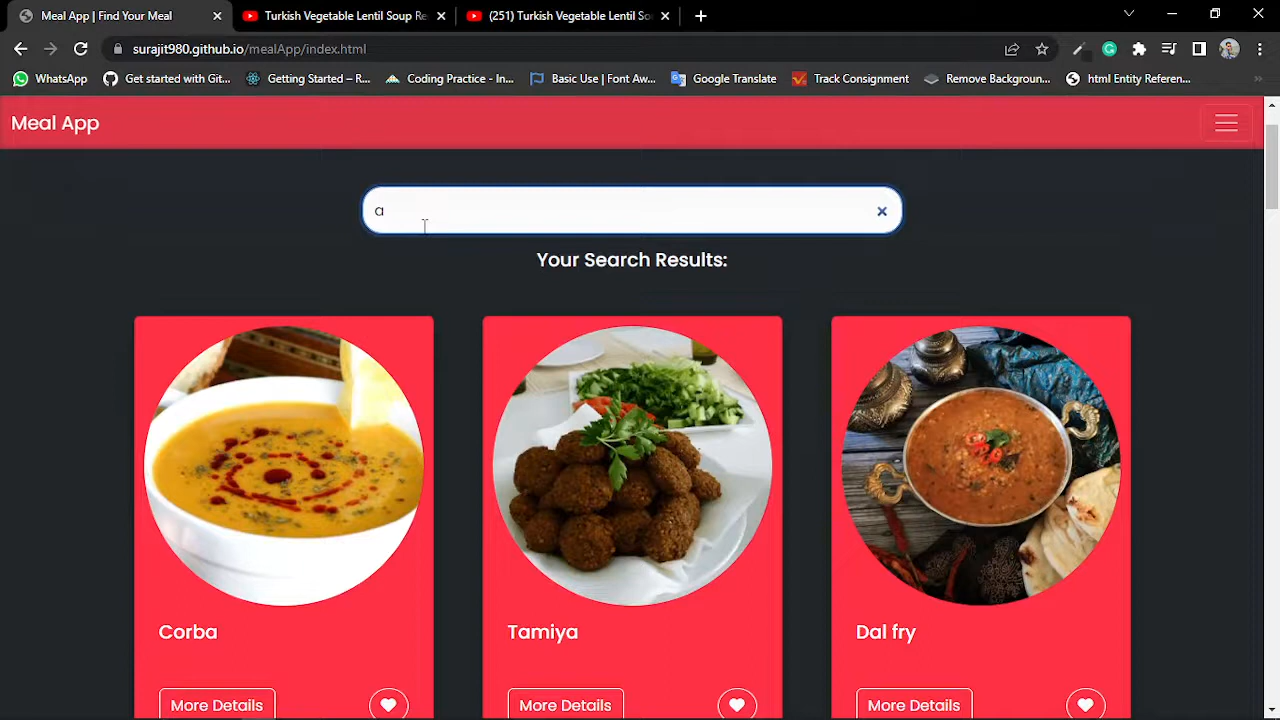 Meal App | Find Your Meal
Turkish Vegetable Lentil Soup Re
(251) Turkish Vegetable Lentil So
surajit980.github.io/mealApp/index.html
WhatsApp
Get started with Git...
Getting Started – R...
Coding Practice - In...
Basic Use | Font Aw...
Google Translate
Track Consignment
Remove Backgroun...
html Entity Referen...
Meal App
a
Your Search Results:
Corba
Tamiya
Dal fry
More Details
More Details
More Details